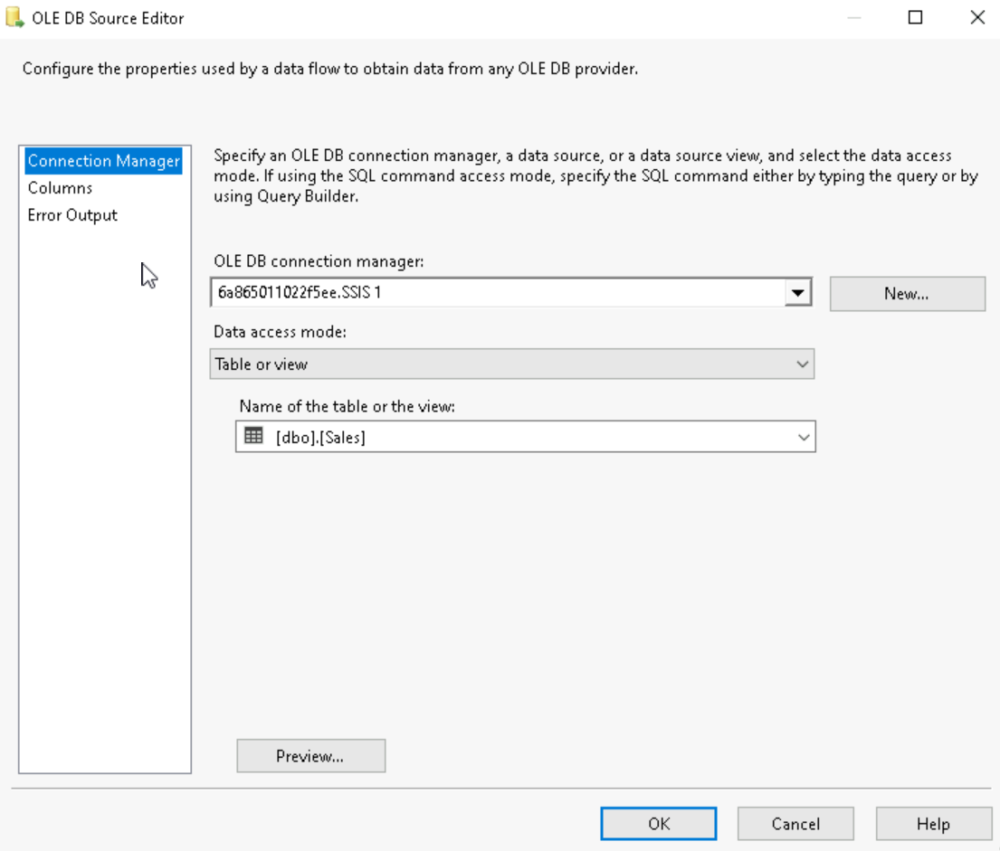 OLE DB Source Editor
Configure the properties used by a data flow to obtain data from any OLE DB provider.
Connection Manager
Columns
Error Output
Specify an OLE DB connection manager, a data source, or a data source view, and select the data access
mode. If using the SQL command access mode, specify the SQL command either by typing the query or by
using Query Builder.
OLE DB connection manager:
6a865011022f5ee.SSIS 1
New...
Data access mode:
Table or view
Name of the table or the view:
[dbo].[Sales]
Preview...
OK
Cancel
Help